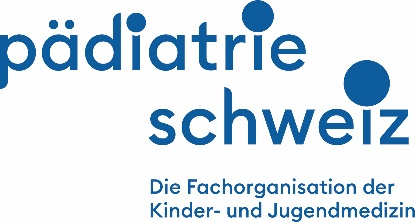 pädiatrie
schweiz
Die Fachorganisation der
Kinder- und Jugendmedizin